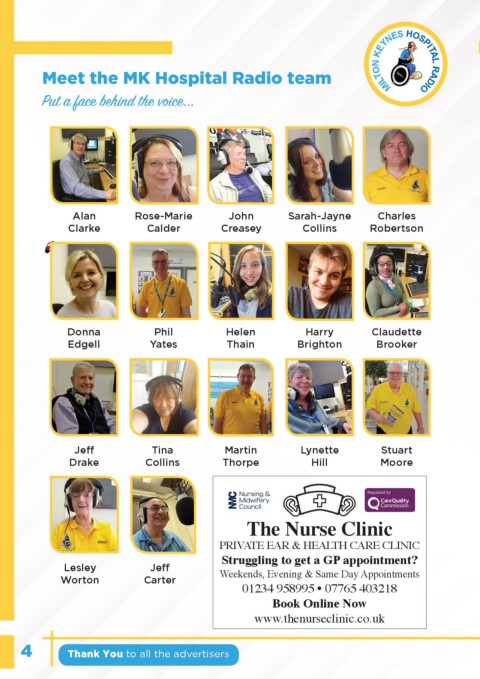 MILTON KEYNES HOSPITAL RADIO
Meet the MK Hospital Radio team
Put a face behind the voice...
Alan
Clarke
Rose-Marie
Calder
John
Creasey
Sarah-Jayne
Collins
Charles
Robertson
Donna
Edgell
Phil
Yates
Helen
Thain
Harry
Brighton
Claudette
Brooker
Jeff
Drake
Tina
Collins
Martin
Thorpe
Lynette
Hill
Stuart
Moore
Lesley
Worton
Jeff
Carter
NMC
Nursing &
Midwifery
Council
Regulated by
CareQuality
Commission
The Nurse Clinic
PRIVATE EAR & HEALTH CARE CLINIC
Struggling to get a GP appointment?
Weekends, Evening & Same Day Appointments
01234 958995 • 07765 403218
Book Online Now
www.thenurseclinic.co.uk
4
Thank You to all the advertisers